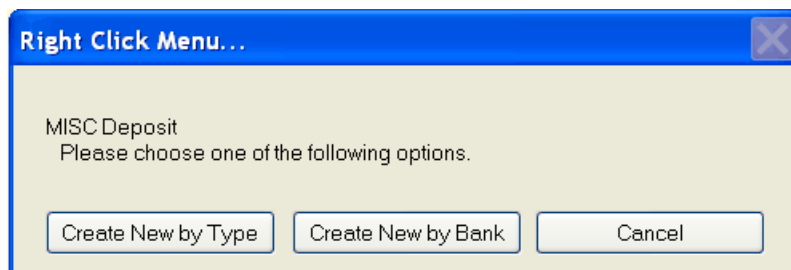 Right Click Menu...
MISC Deposit
Please choose one of the following options.
Create New by Type Create New by Bank Cancel